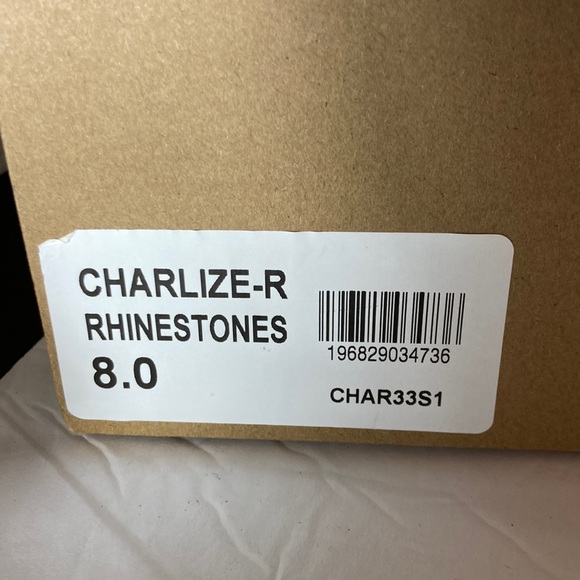 CHARLIZE-R
RHINESTONES
8.0
196829034736
CHAR33S1